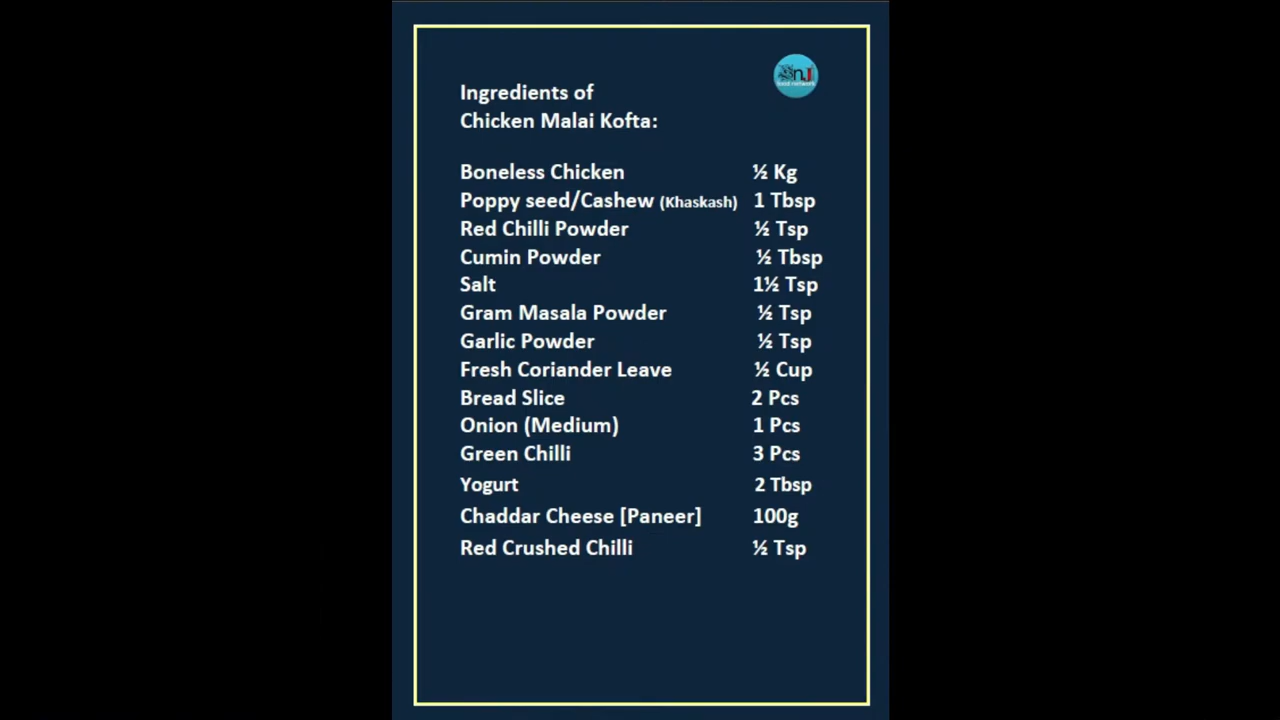 Ingredients of
Chicken Malai Kofta:
Boneless Chicken ½ Kg
Poppy seed/Cashew (Khaskash) 1 Tbsp
Red Chilli Powder ½ Tsp
Cumin Powder ½ Tbsp
Salt 1½ Tsp
Gram Masala Powder ½ Tsp
Garlic Powder ½ Tsp
Fresh Coriander Leave ½ Cup
Bread Slice 2 Pcs
Onion (Medium) 1 Pcs
Green Chilli 3 Pcs
Yogurt 2 Tbsp
Chaddar Cheese [Paneer] 100g
Red Crushed Chilli ½ Tsp